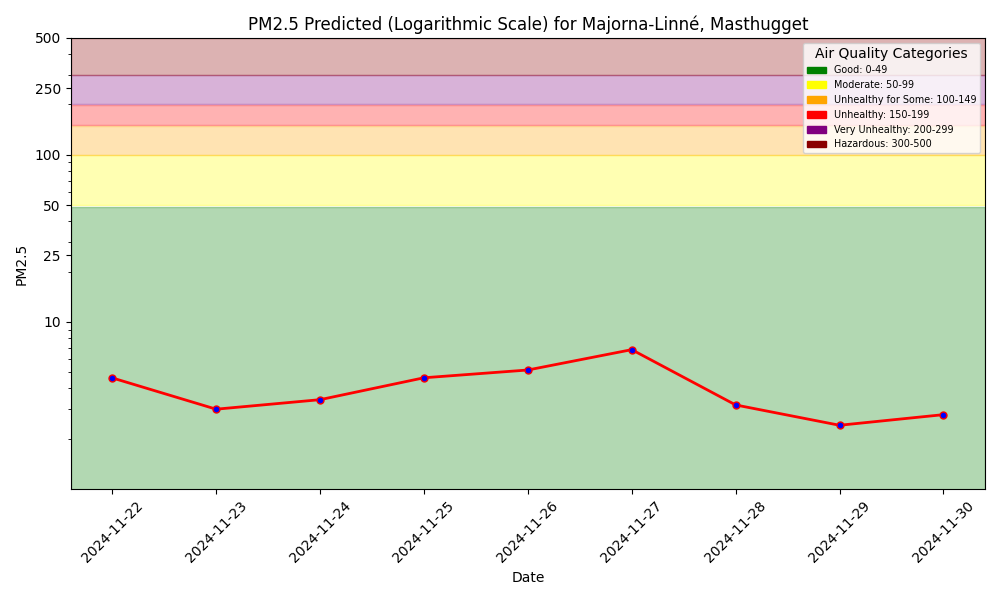 PM2.5 Predicted (Logarithmic Scale) for Majorna-Linné, Masthugget
Air Quality Categories
Good: 0-49
Moderate: 50-99
Unhealthy for Some: 100-149
Unhealthy: 150-199
Very Unhealthy: 200-299
Hazardous: 300-500
500
250
100
50
25
10
PM2.5
2024-11-22
2024-11-23
2024-11-24
2024-11-25
2024-11-26
2024-11-27
2024-11-28
2024-11-29
2024-11-30
Date